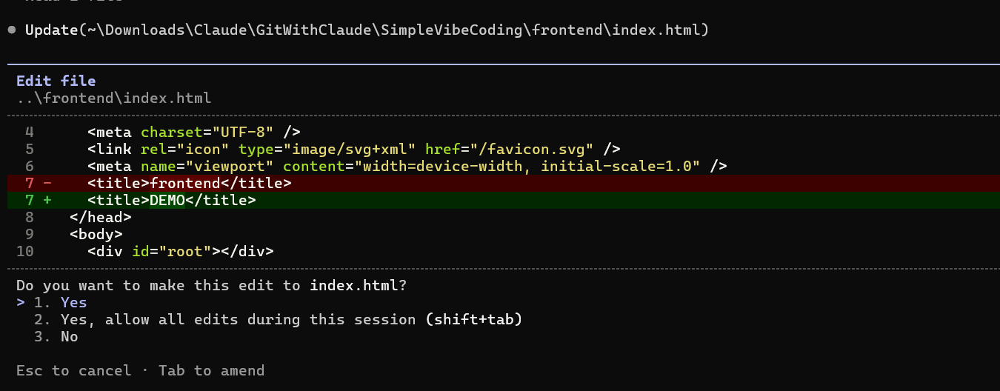 ● Update(~\Downloads\Claude\GitWithClaude\SimpleVibeCoding\frontend\index.html)
Edit file
..\frontend\index.html
4 <meta charset="UTF-8" />
5 <link rel="icon" type="image/svg+xml" href="/favicon.svg" />
6 <meta name="viewport" content="width=device-width, initial-scale=1.0" />
7 - <title>frontend</title>
7 + <title>DEMO</title>
8 </head>
9 <body>
10 <div id="root"></div>
Do you want to make this edit to index.html?
> 1. Yes
2. Yes, allow all edits during this session (shift+tab)
3. No
Esc to cancel · Tab to amend